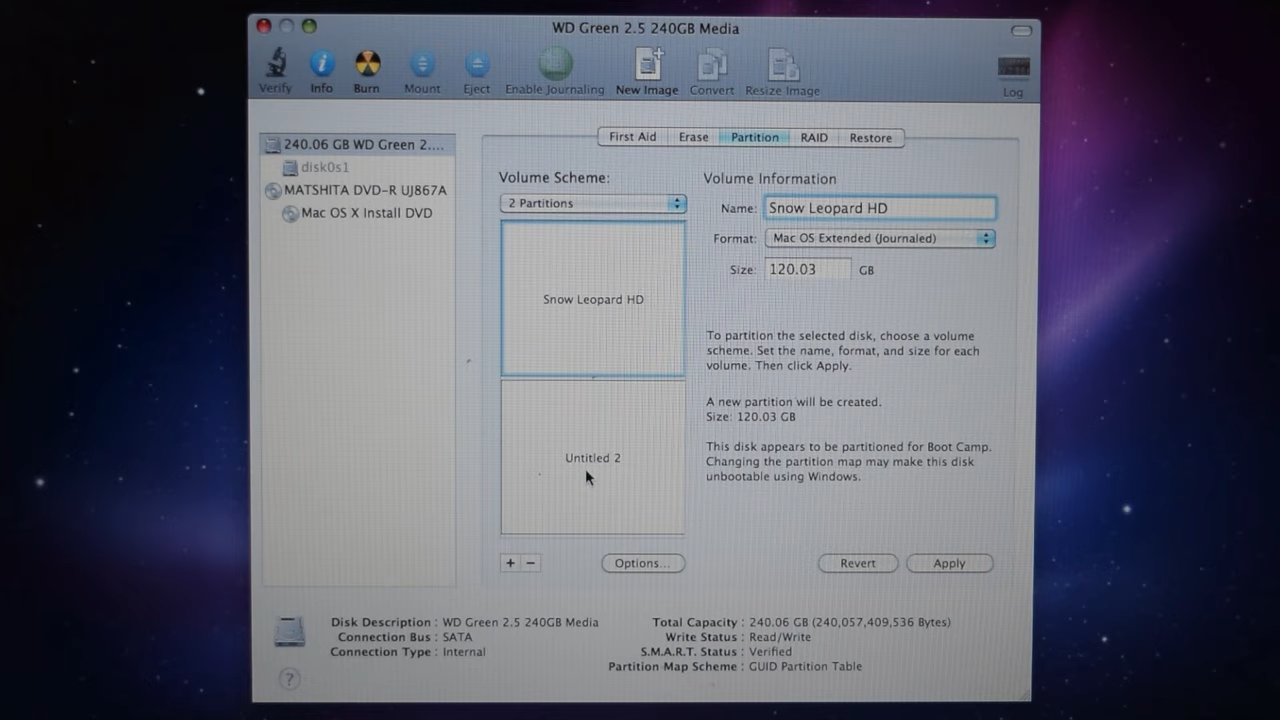 WD Green 2.5 240GB Media
Verify
Info
Burn
Mount
Eject
Enable Journaling
New Image
Convert
Resize Image
Log
240.06 GB WD Green 2....
disk0s1
MATSHITA DVD-R UJ867A
Mac OS X Install DVD
First Aid
Erase
Partition
RAID
Restore
Volume Scheme:
2 Partitions
Snow Leopard HD
Untitled 2
+ −
Options...
Volume Information
Name: Snow Leopard HD
Format: Mac OS Extended (Journaled)
Size: 120.03 GB
To partition the selected disk, choose a volume
scheme. Set the name, format, and size for each
volume. Then click Apply.
A new partition will be created.
Size: 120.03 GB
This disk appears to be partitioned for Boot Camp.
Changing the partition map may make this disk
unbootable using Windows.
Revert
Apply
Disk Description : WD Green 2.5 240GB Media
Connection Bus : SATA
Connection Type : Internal
Total Capacity : 240.06 GB (240,057,409,536 Bytes)
Write Status : Read/Write
S.M.A.R.T. Status : Verified
Partition Map Scheme : GUID Partition Table
?